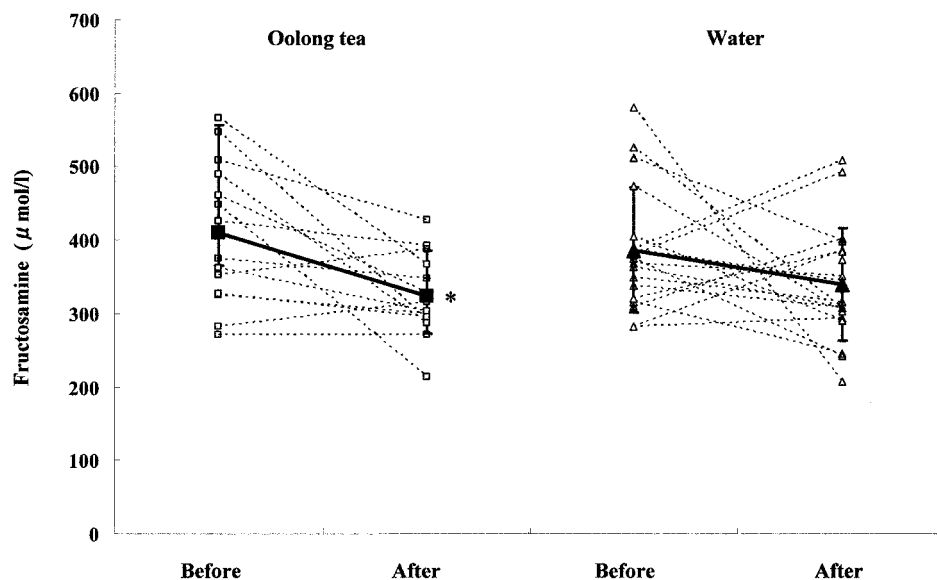 700
Oolong tea
Water
600
500
400
300
200
100
0
Fructosamine ( μ mol/l)
*
Before
After
Before
After